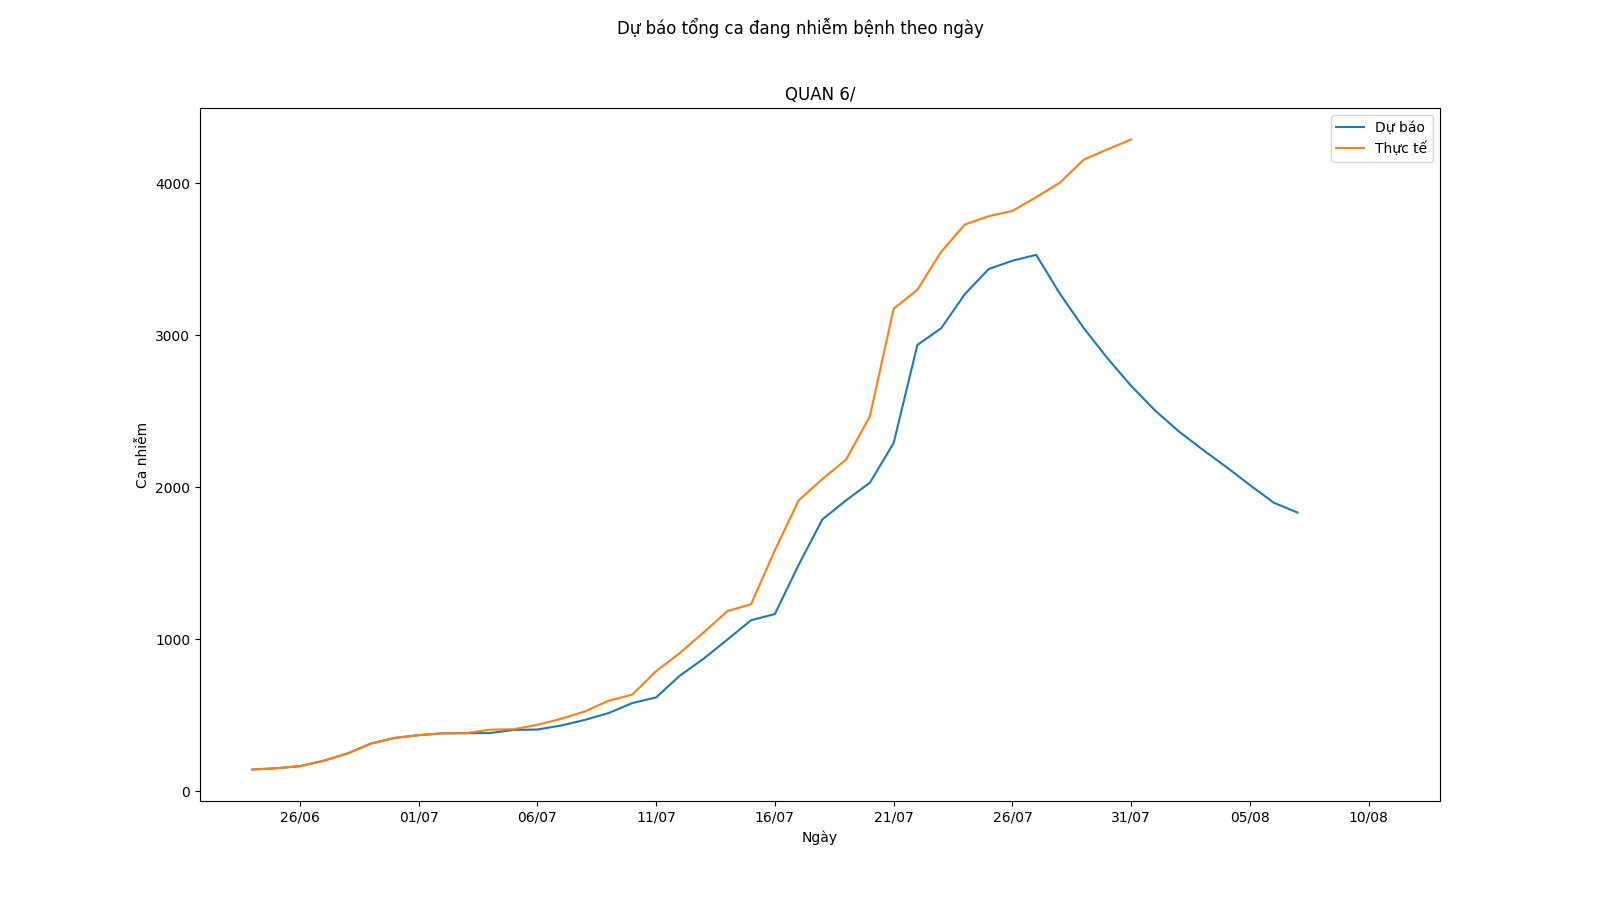 Dự báo tổng ca đang nhiễm bệnh theo ngày
QUAN 6/
Dự báo
Thực tế
4000
3000
2000
1000
0
Ca nhiễm
26/06 01/07 06/07 11/07 16/07 21/07 26/07 31/07 05/08 10/08
Ngày